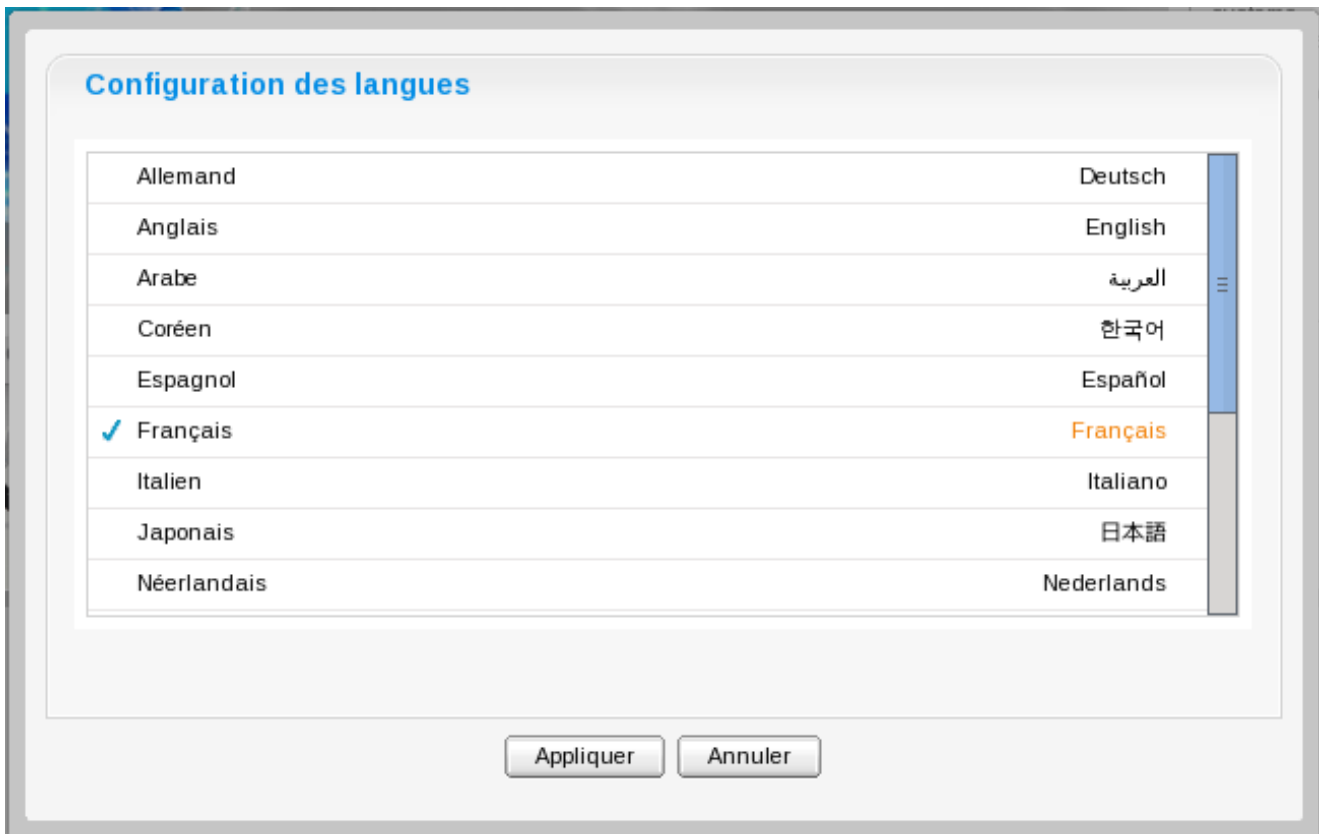 Configuration des langues
Allemand Deutsch
Anglais English
Arabe العربية
Coréen 한국어
Espagnol Español
Français Français
Italien Italiano
Japonais 日本語
Néerlandais Nederlands
Appliquer Annuler